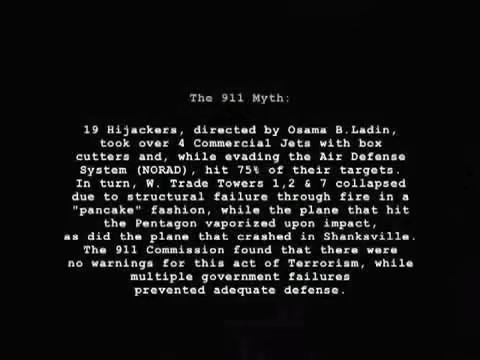 The 911 Myth:
19 Hijackers, directed by Osama B.Ladin,
took over 4 Commercial Jets with box
cutters and, while evading the Air Defense
System (NORAD), hit 75% of their targets.
In turn, W. Trade Towers 1,2 & 7 collapsed
due to structural failure through fire in a
"pancake" fashion, while the plane that hit
the Pentagon vaporized upon impact,
as did the plane that crashed in Shanksville.
The 911 Commission found that there were
no warnings for this act of Terrorism, while
multiple government failures
prevented adequate defense.